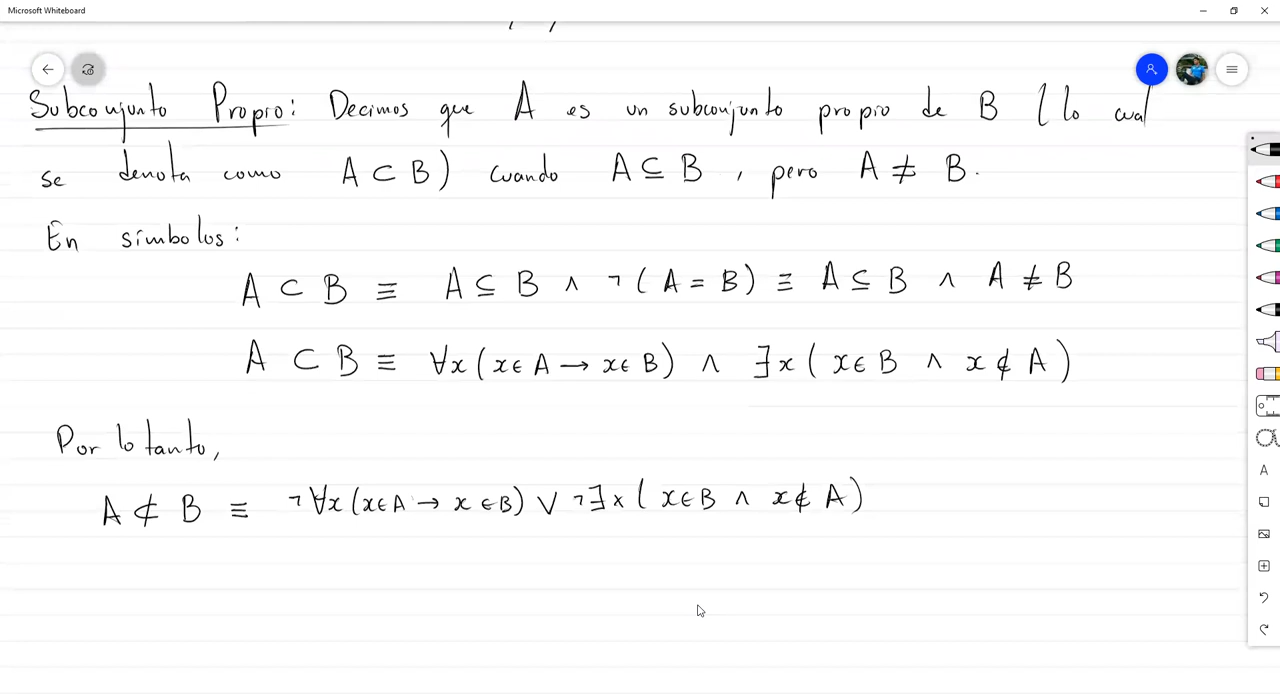 Microsoft Whiteboard
Subconjunto Propio: Decimos que A es un subconjunto propio de B (lo cual
se denota como A ⊂ B) cuando A ⊆ B, pero A ≠ B.
En símbolos:
A ⊂ B ≡ A ⊆ B ∧ ¬(A = B) ≡ A ⊆ B ∧ A ≠ B
A ⊂ B ≡ ∀x(x∈A → x∈B) ∧ ∃x(x∈B ∧ x∉A)
Por lo tanto,
A ⊄ B ≡ ¬∀x(x∈A → x∈B) ∨ ¬∃x(x∈B ∧ x∉A)